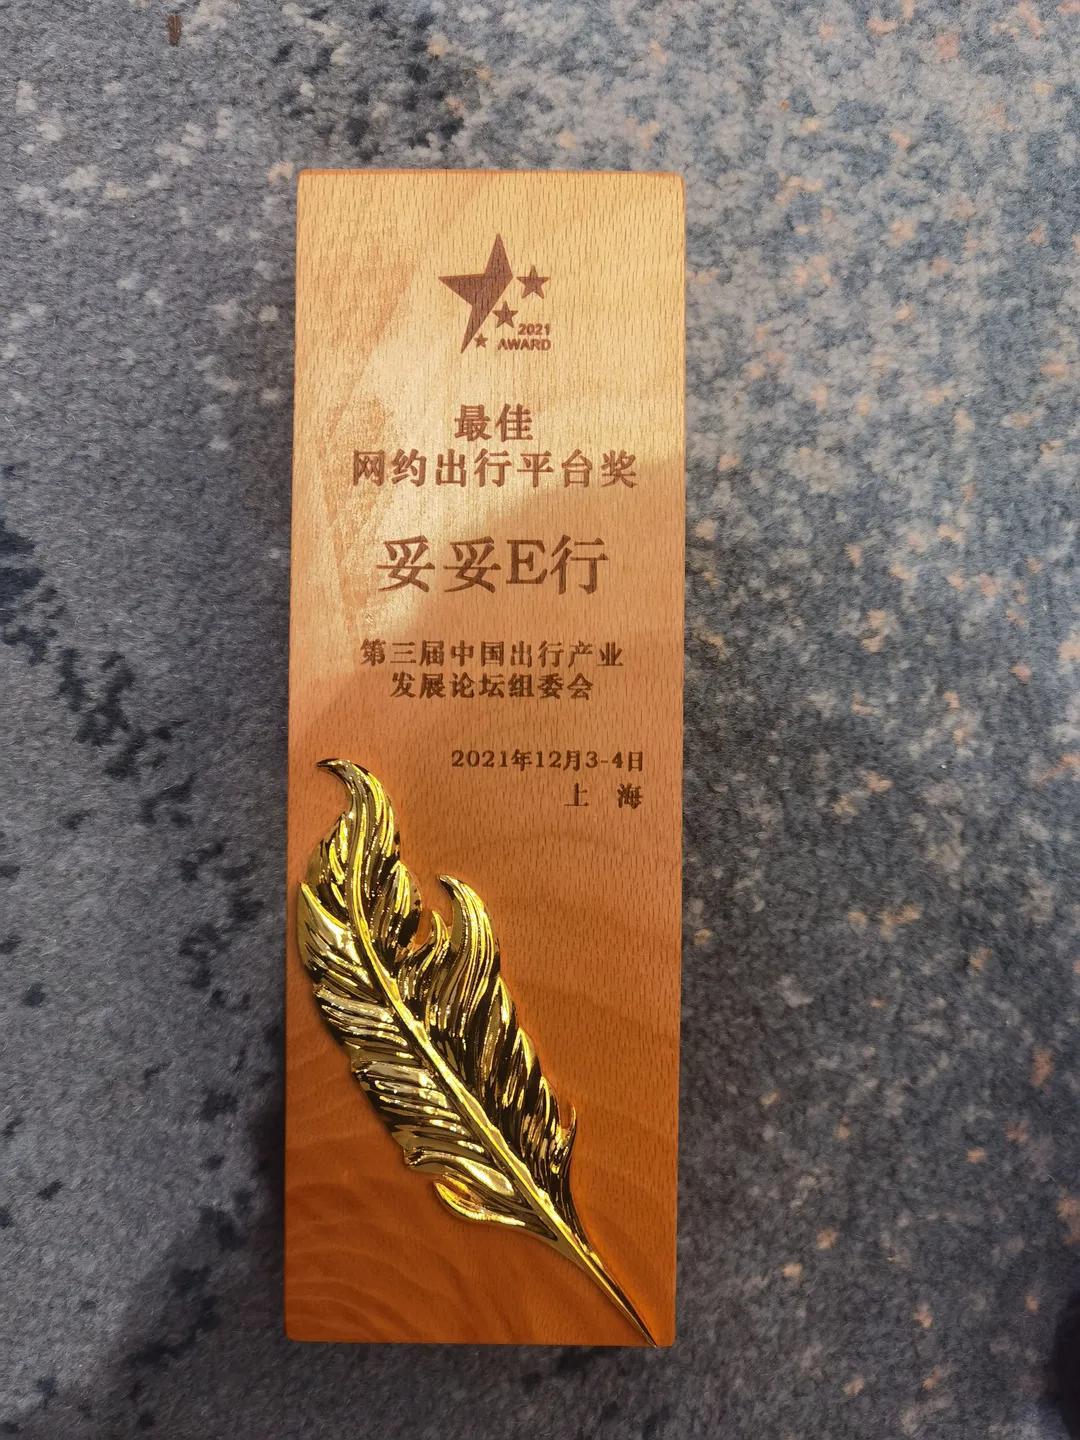 2021
AWARD
最佳
网约出行平台奖
妥妥E行
第三届中国出行产业
发展论坛组委会
2021年12月3-4日
上 海